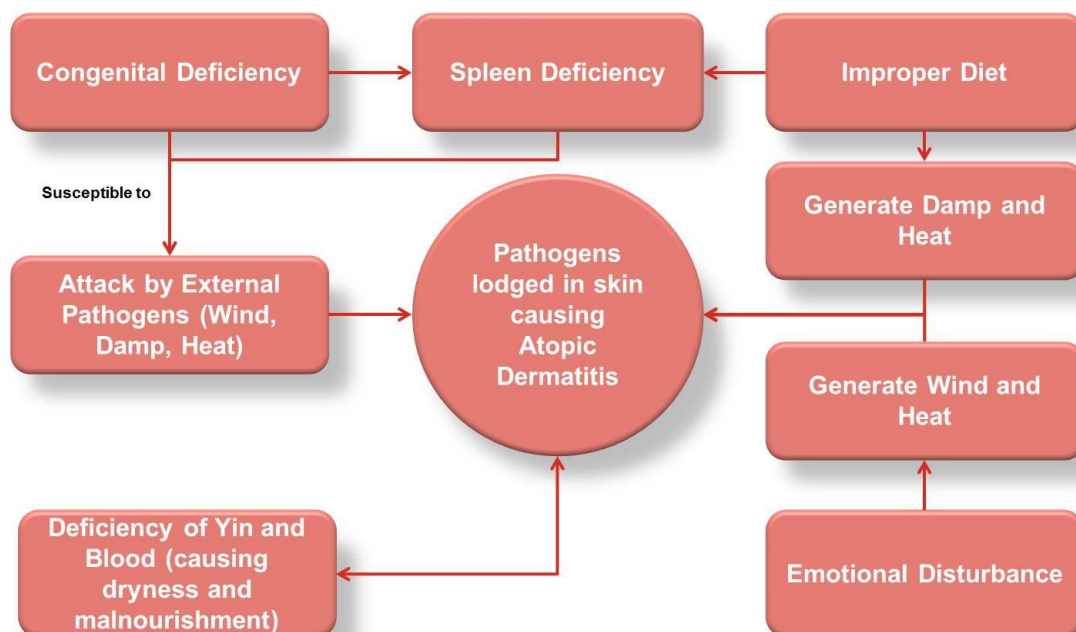 Congenital Deficiency
Spleen Deficiency
Improper Diet
Susceptible to
Generate Damp and
Heat
Attack by External
Pathogens (Wind,
Damp, Heat)
Pathogens
lodged in skin
causing
Atopic
Dermatitis
Generate Wind and
Heat
Deficiency of Yin and
Blood (causing
dryness and
malnourishment)
Emotional Disturbance